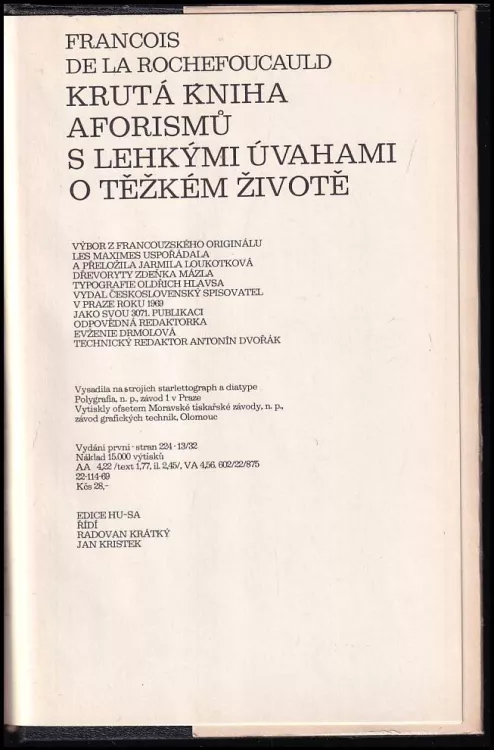 FRANCOIS
DE LA ROCHEFOUCAULD
KRUTÁ KNIHA
AFORISMŮ
S LEHKÝMI ÚVAHAMI
O TĚŽKÉM ŽIVOTĚ
VÝBOR Z FRANCOUZSKÉHO ORIGINÁLU
LES MAXIMES USPOŘÁDALA
A PŘELOŽILA JARMILA LOUKOTKOVÁ
DŘEVORYTY ZDEŇKA MÉZLA
TYPOGRAFIE OLDŘICH HLAVSA
VYDAL ČESKOSLOVENSKÝ SPISOVATEL
V PRAZE ROKU 1969
JAKO SVOU 3071. PUBLIKACI
ODPOVĚDNÁ REDAKTORKA
EVŽENIE DRMOLOVÁ
TECHNICKÝ REDAKTOR ANTONÍN DVOŘÁK
Vysadila na strojích starlettograph a diatype
Polygrafia, n. p., závod 1 v Praze
Vytiskly ofsetem Moravské tiskařské závody, n. p.,
závod grafických technik, Olomouc
Vydání první - stran 224 - 13/32
Náklad 15.000 výtisků
AA 4,22 /text 1,77, il. 2,45/, VA 4,56. 602/22/875
22-114-69
Kčs 28,-
EDICE HU-SA
ŘÍDÍ
RADOVAN KRÁTKÝ
JAN KRISTEK